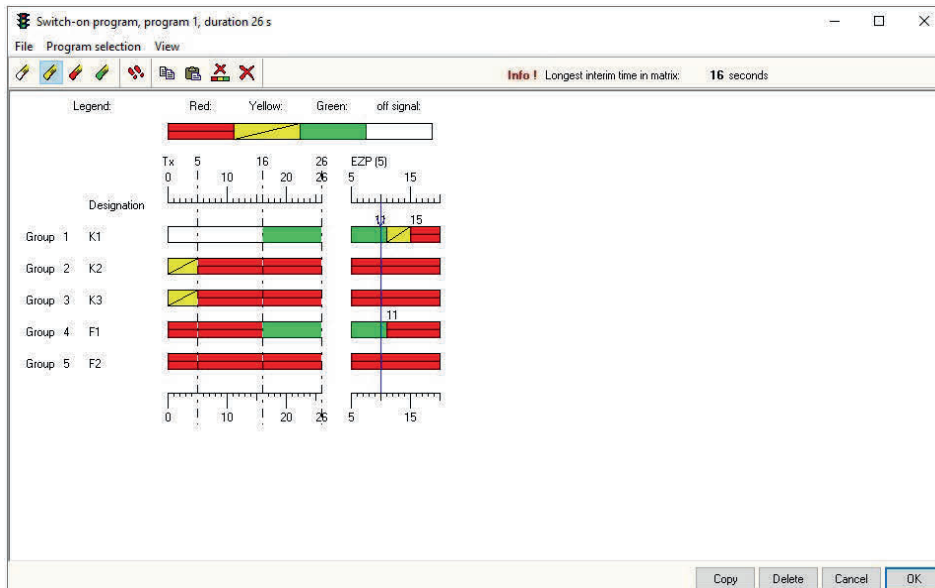 Switch-on program, program 1, duration 26 s
File Program selection View
Info ! Longest interim time in matrix: 16 seconds
Legend: Red: Yellow: Green: off signal:
Tx 5 16 26 EZP (5)
0 10 20 26 5 15
Designation
11 15
Group 1 K1
Group 2 K2
Group 3 K3
11
Group 4 F1
Group 5 F2
0 10 20 26 5 15
Copy Delete Cancel OK